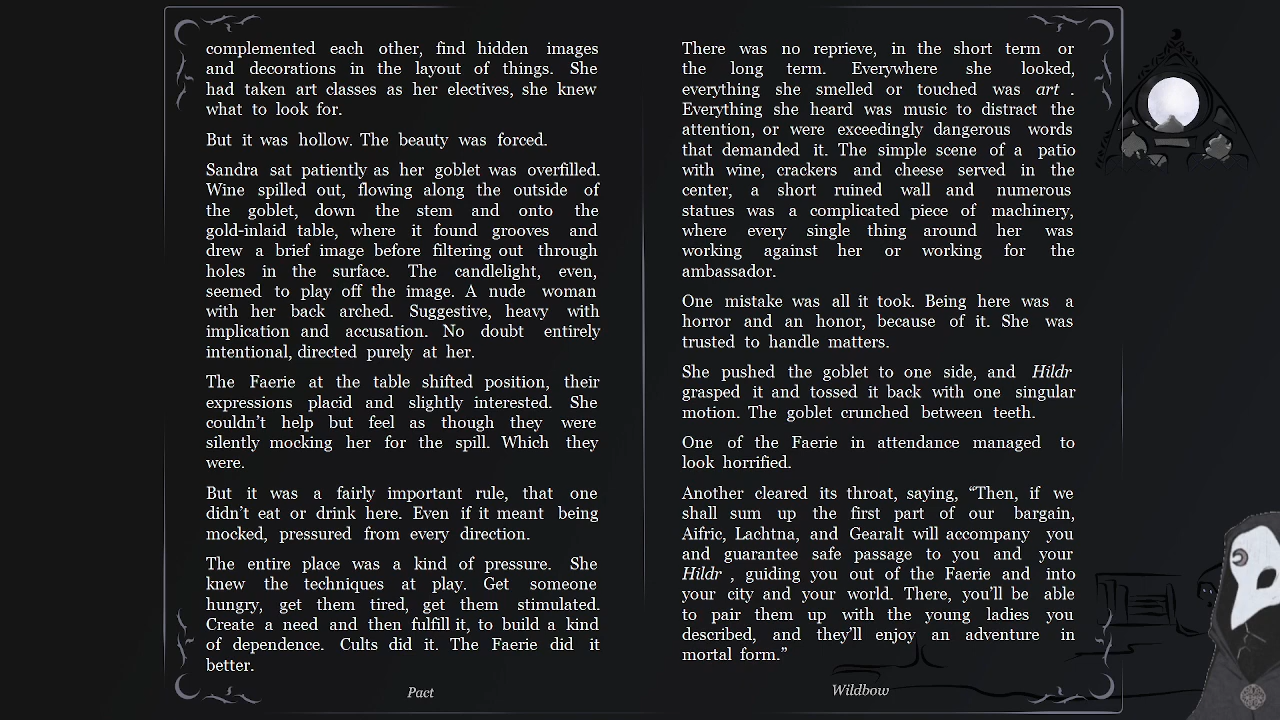 complemented each other, find hidden images
and decorations in the layout of things. She
had taken art classes as her electives, she knew
what to look for.
But it was hollow. The beauty was forced.
Sandra sat patiently as her goblet was overfilled.
Wine spilled out, flowing along the outside of
the goblet, down the stem and onto the
gold-inlaid table, where it found grooves and
drew a brief image before filtering out through
holes in the surface. The candlelight, even,
seemed to play off the image. A nude woman
with her back arched. Suggestive, heavy with
implication and accusation. No doubt entirely
intentional, directed purely at her.
The Faerie at the table shifted position, their
expressions placid and slightly interested. She
couldn't help but feel as though they were
silently mocking her for the spill. Which they
were.
But it was a fairly important rule, that one
didn't eat or drink here. Even if it meant being
mocked, pressured from every direction.
The entire place was a kind of pressure. She
knew the techniques at play. Get someone
hungry, get them tired, get them stimulated.
Create a need and then fulfill it, to build a kind
of dependence. Cults did it. The Faerie did it
better.
Pact
There was no reprieve, in the short term or
the long term. Everywhere she looked,
everything she smelled or touched was art .
Everything she heard was music to distract the
attention, or were exceedingly dangerous words
that demanded it. The simple scene of a patio
with wine, crackers and cheese served in the
center, a short ruined wall and numerous
statues was a complicated piece of machinery,
where every single thing around her was
working against her or working for the
ambassador.
One mistake was all it took. Being here was a
horror and an honor, because of it. She was
trusted to handle matters.
She pushed the goblet to one side, and Hildr
grasped it and tossed it back with one singular
motion. The goblet crunched between teeth.
One of the Faerie in attendance managed to
look horrified.
Another cleared its throat, saying, “Then, if we
shall sum up the first part of our bargain,
Aifric, Lachtna, and Gearalt will accompany you
and guarantee safe passage to you and your
Hildr , guiding you out of the Faerie and into
your city and your world. There, you'll be able
to pair them up with the young ladies you
described, and they'll enjoy an adventure in
mortal form.”
Wildbow